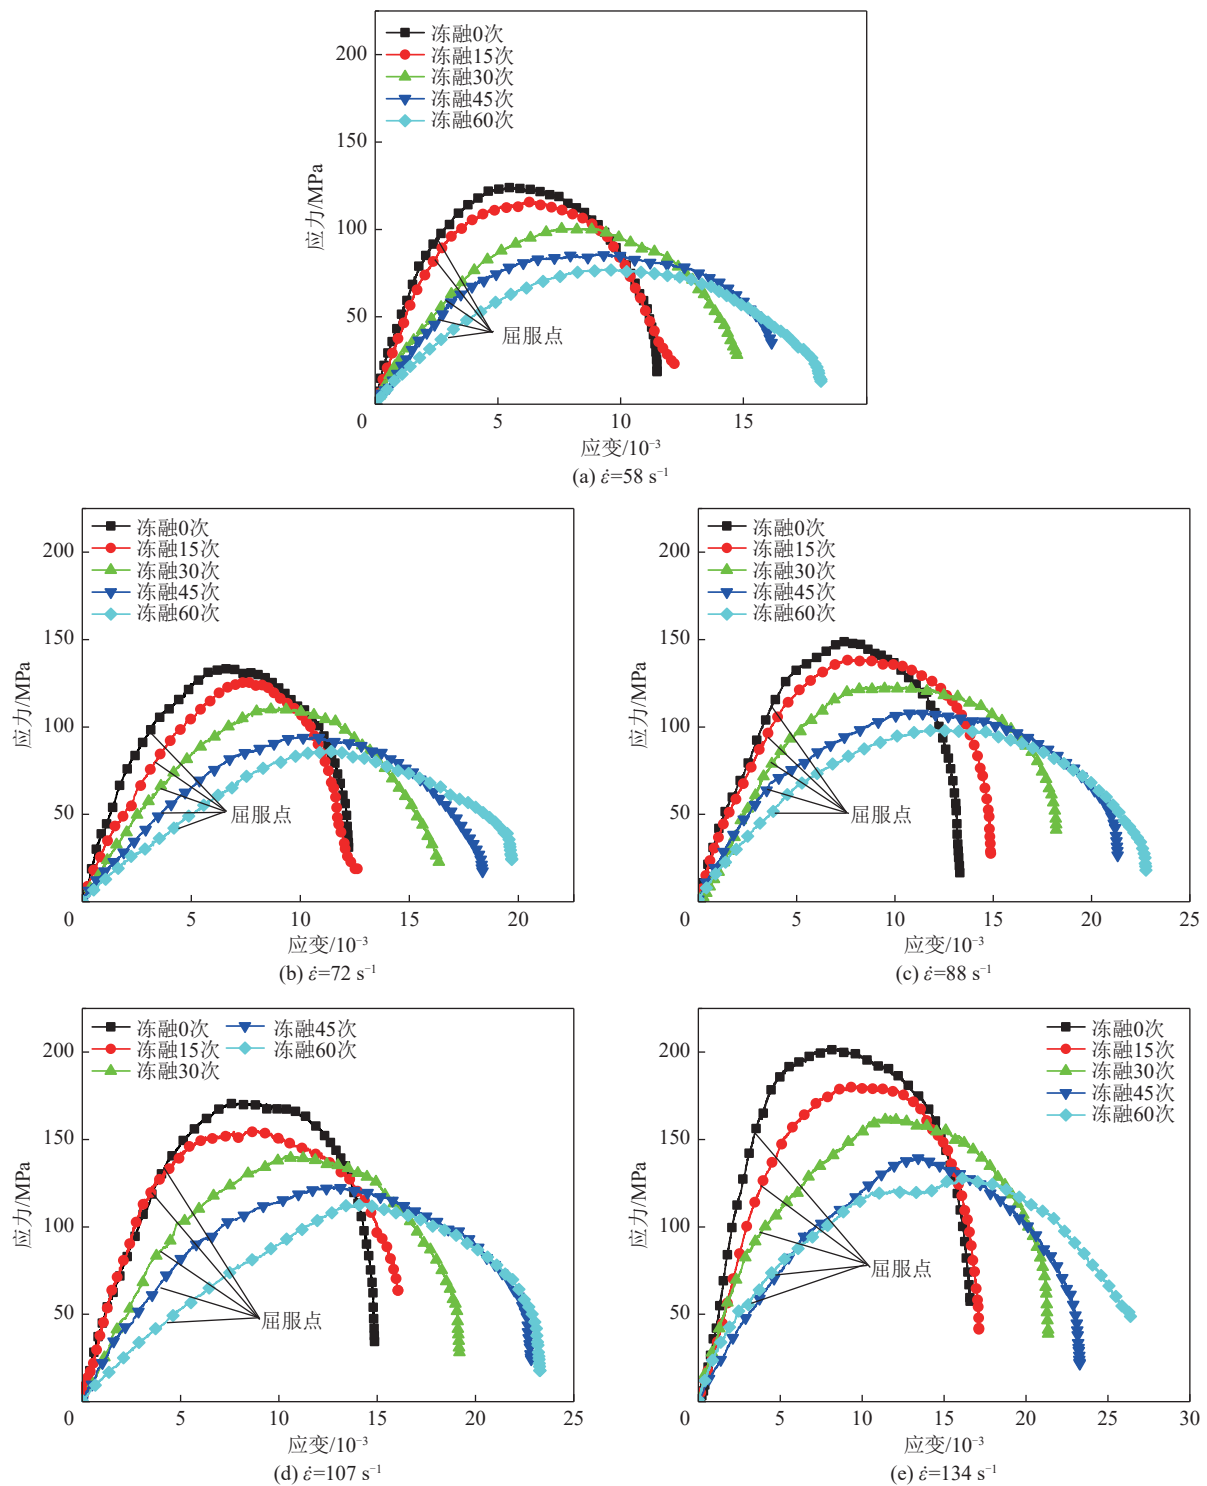 冻融0次
冻融15次
冻融30次
冻融45次
冻融60次
200
150
100
50
0
5
10
15
应力/MPa
屈服点
应变/10⁻³
(a) ε̇=58 s⁻¹
冻融0次
冻融15次
冻融30次
冻融45次
冻融60次
200
150
100
50
0
5
10
15
20
应力/MPa
屈服点
应变/10⁻³
(b) ε̇=72 s⁻¹
冻融0次
冻融15次
冻融30次
冻融45次
冻融60次
200
150
100
50
0
5
10
15
20
25
应力/MPa
屈服点
应变/10⁻³
(c) ε̇=88 s⁻¹
冻融0次 冻融45次
冻融15次 冻融60次
冻融30次
200
150
100
50
0
5
10
15
20
25
应力/MPa
屈服点
应变/10⁻³
(d) ε̇=107 s⁻¹
冻融0次
冻融15次
冻融30次
冻融45次
冻融60次
200
150
100
50
0
5
10
15
20
25
30
应力/MPa
屈服点
应变/10⁻³
(e) ε̇=134 s⁻¹